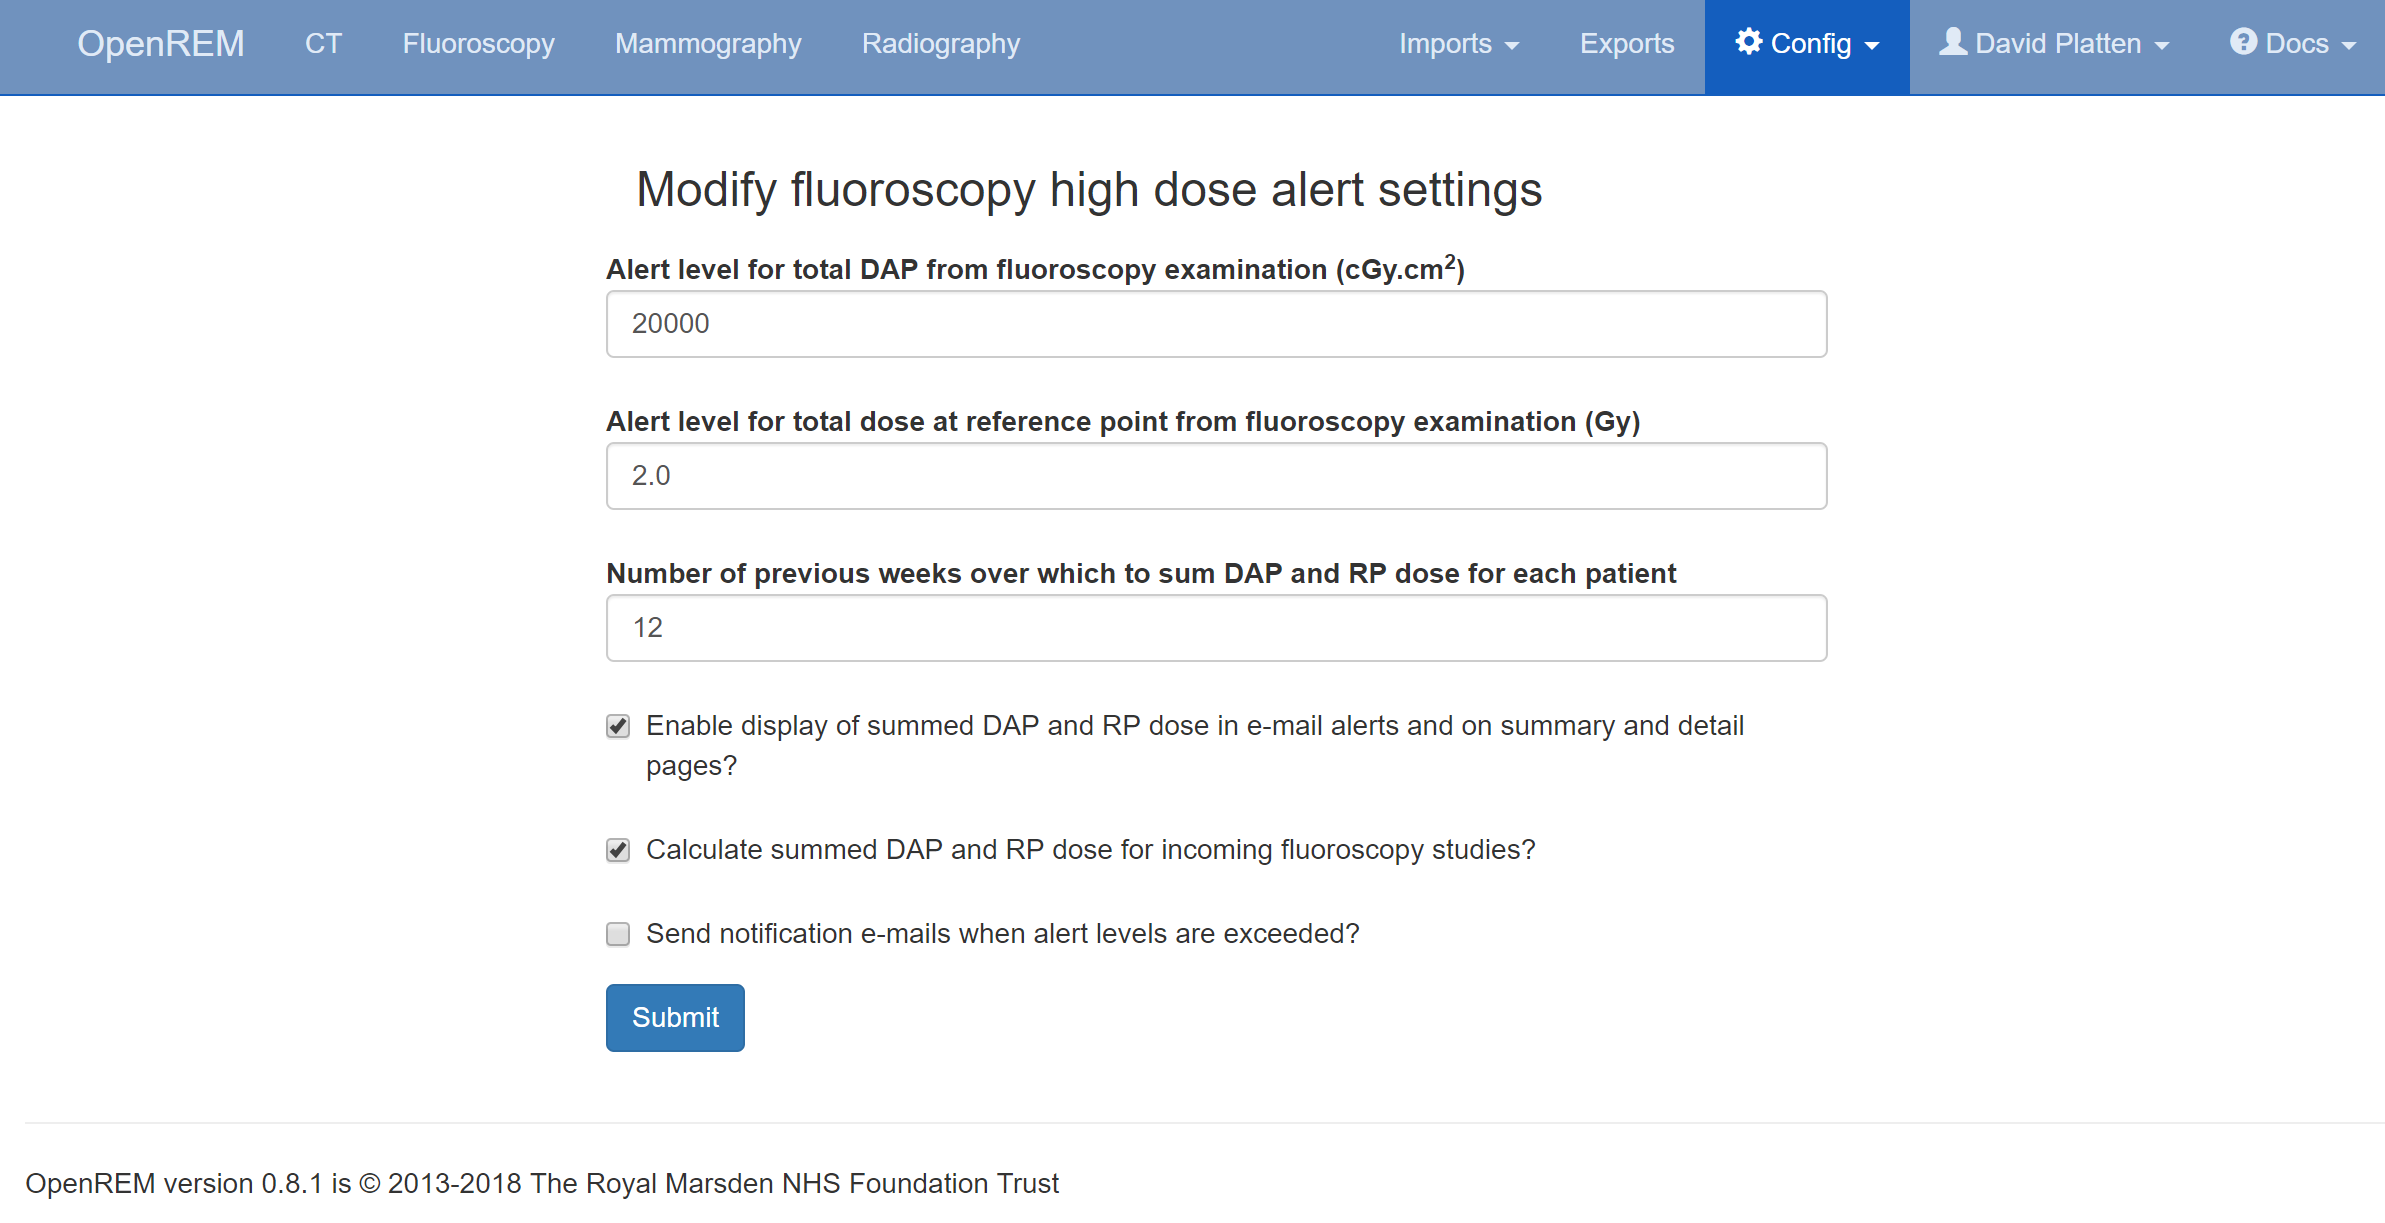 OpenREM CT Fluoroscopy Mammography Radiography Imports Exports Config David Platten Docs
Modify fluoroscopy high dose alert settings
Alert level for total DAP from fluoroscopy examination (cGy.cm²)
20000
Alert level for total dose at reference point from fluoroscopy examination (Gy)
2.0
Number of previous weeks over which to sum DAP and RP dose for each patient
12
Enable display of summed DAP and RP dose in e-mail alerts and on summary and detail
pages?
Calculate summed DAP and RP dose for incoming fluoroscopy studies?
Send notification e-mails when alert levels are exceeded?
Submit
OpenREM version 0.8.1 is © 2013-2018 The Royal Marsden NHS Foundation Trust